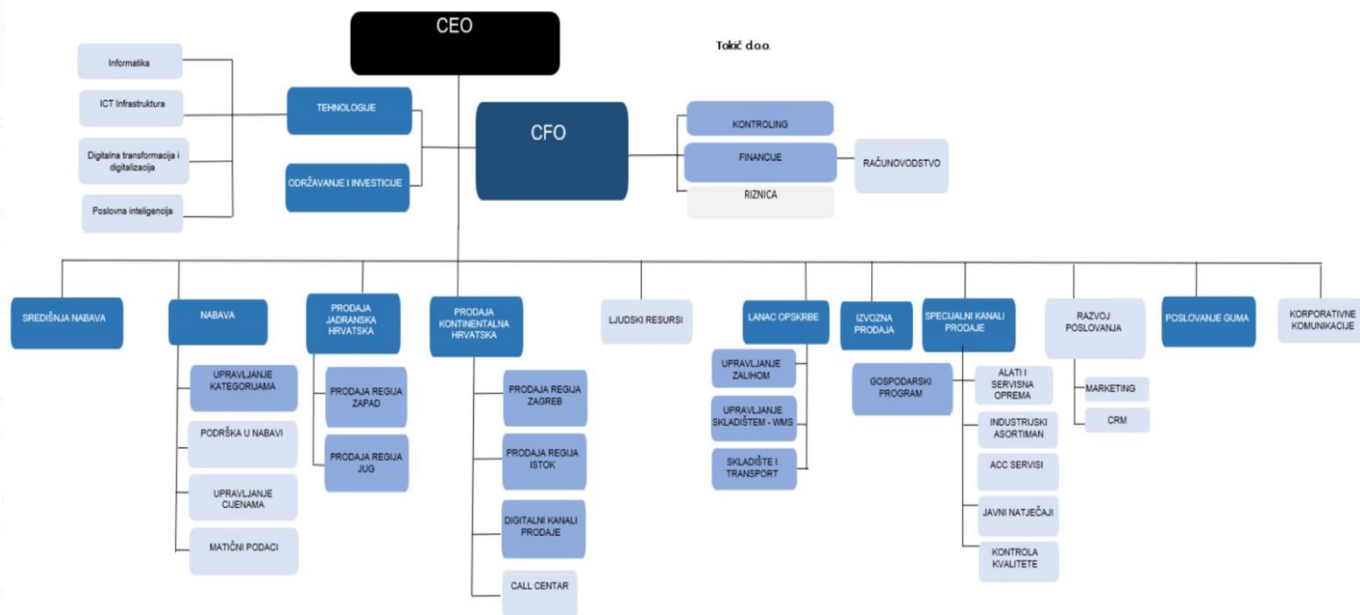 CEO
Tokić d.o.o.
Informatika
ICT Infrastruktura
Digitalna transformacija i
digitalizacija
Poslovna inteligencija
TEHNOLOGIJE
ODRŽAVANJE I INVESTICIJE
CFO
KONTROLING
FINANCIJE
RIZNICA
RAČUNOVODSTVO
SREDIŠNJA NABAVA
NABAVA
UPRAVLJANJE
KATEGORIJAMA
PODRŠKA U NABAVI
UPRAVLJANJE
CIJENAMA
MATIČNI PODACI
PRODAJA
JADRANSKA
HRVATSKA
PRODAJA REGIJA
ZAPAD
PRODAJA REGIJA
JUG
PRODAJA
KONTINENTALNA
HRVATSKA
PRODAJA REGIJA
ZAGREB
PRODAJA REGIJA
ISTOK
DIGITALNI KANALI
PRODAJE
CALL CENTAR
LJUDSKI RESURSI
LANAC OPSKRBE
UPRAVLJANJE
ZALIHOM
UPRAVLJANJE
SKLADIŠTEM - WMS
SKLADIŠTE I
TRANSPORT
IZVOZNA
PRODAJA
SPECIJALNI KANALI
PRODAJE
GOSPODARSKI
PROGRAM
ALATI I
SERVISNA
OPREMA
INDUSTRIJSKI
ASORTIMAN
ACC SERVISI
JAVNI NATJEČAJI
KONTROLA
KVALITETE
RAZVOJ
POSLOVANJA
MARKETING
CRM
POSLOVANJE GUMA
KORPORATIVNE
KOMUNIKACIJE